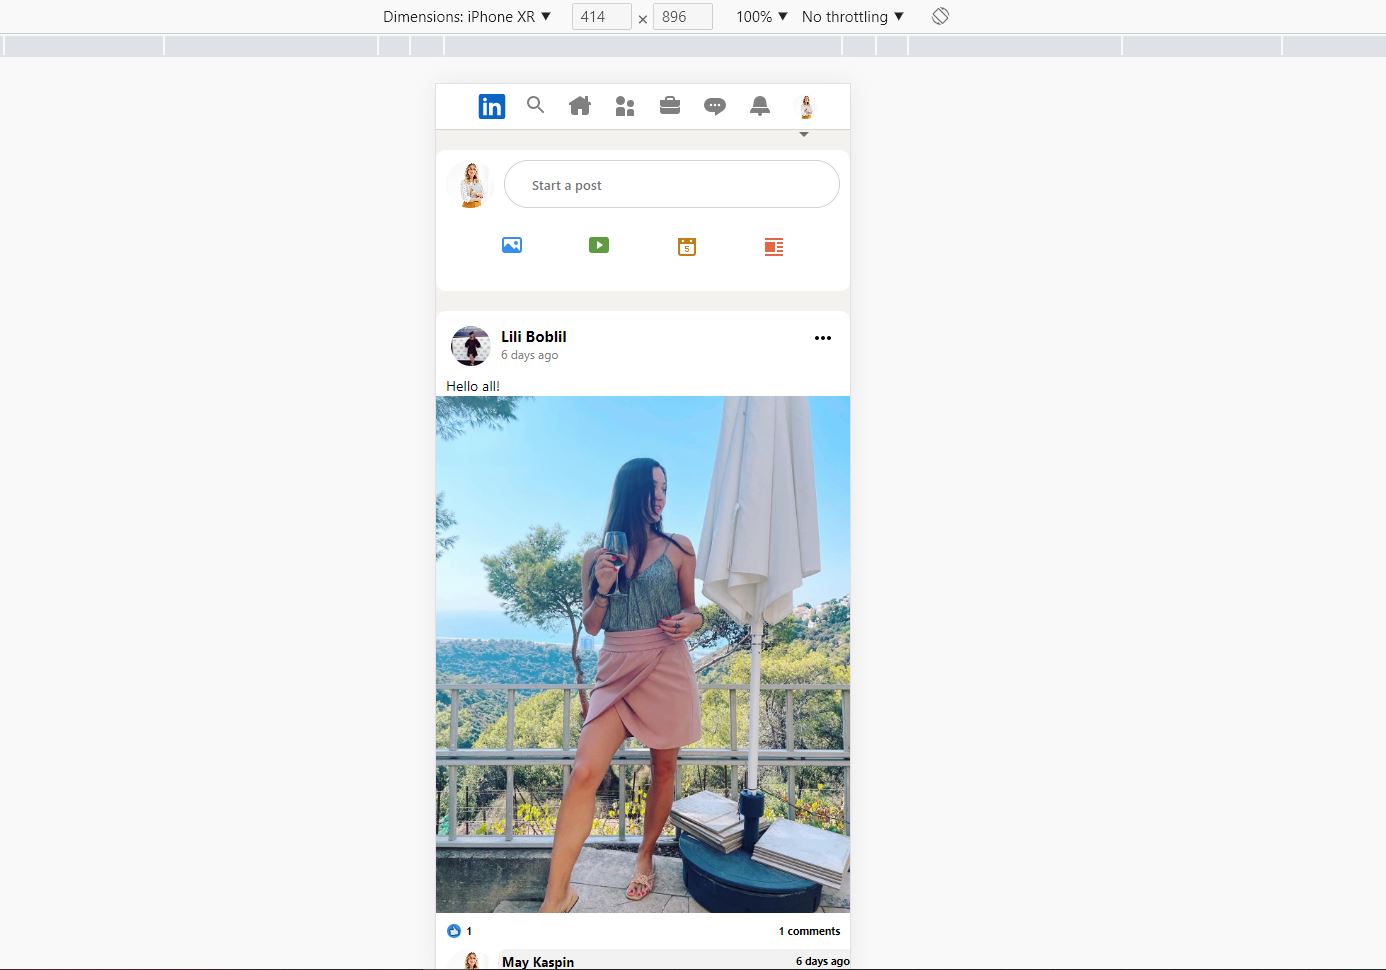 Dimensions: iPhone XR ▼ 414 × 896 100% ▼ No throttling ▼
in
Start a post
5
Lili Boblil
6 days ago
Hello all!
1 1 comments
May Kaspin 6 days ago